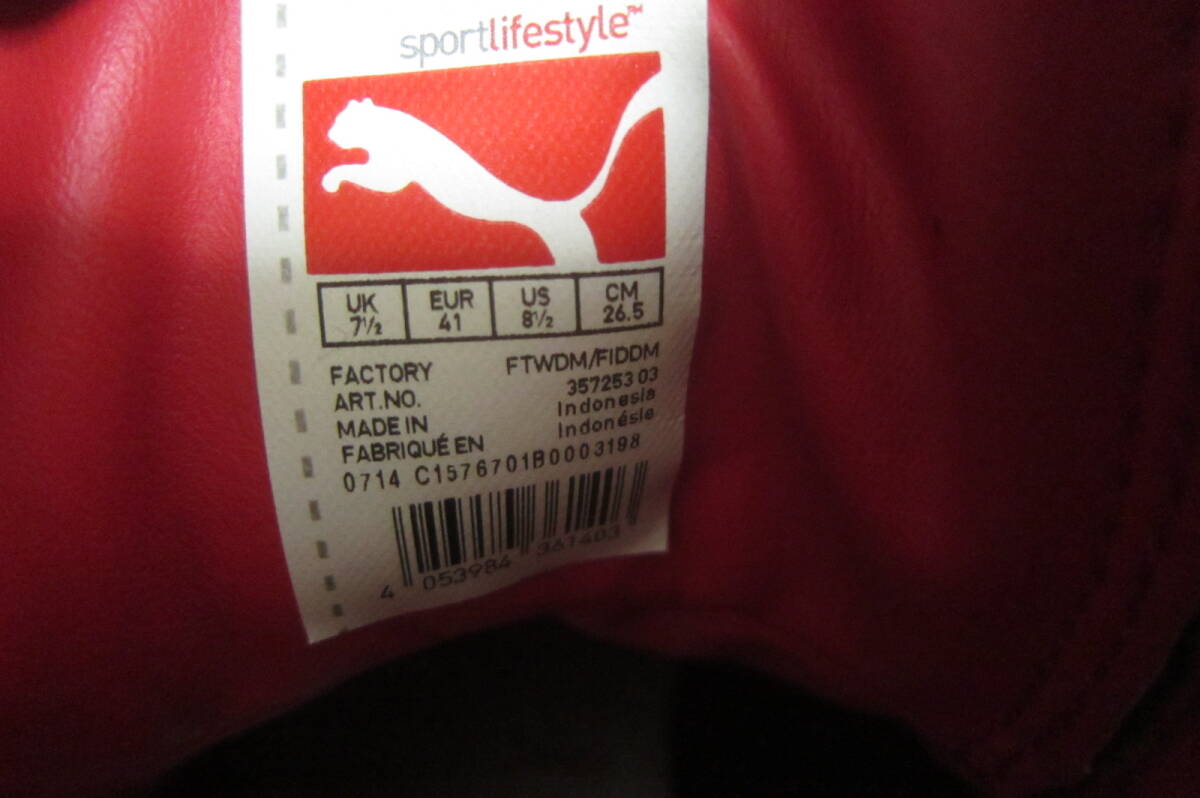 sportlifestyle™
UK EUR US CM
7½ 41 8½ 26.5
FACTORY FTWDM/FIDDM
ART.NO. 357253 03
MADE IN Indonesia
FABRIQUÉ EN Indonésie
0714 C1576701B0003198
4 053984 361403